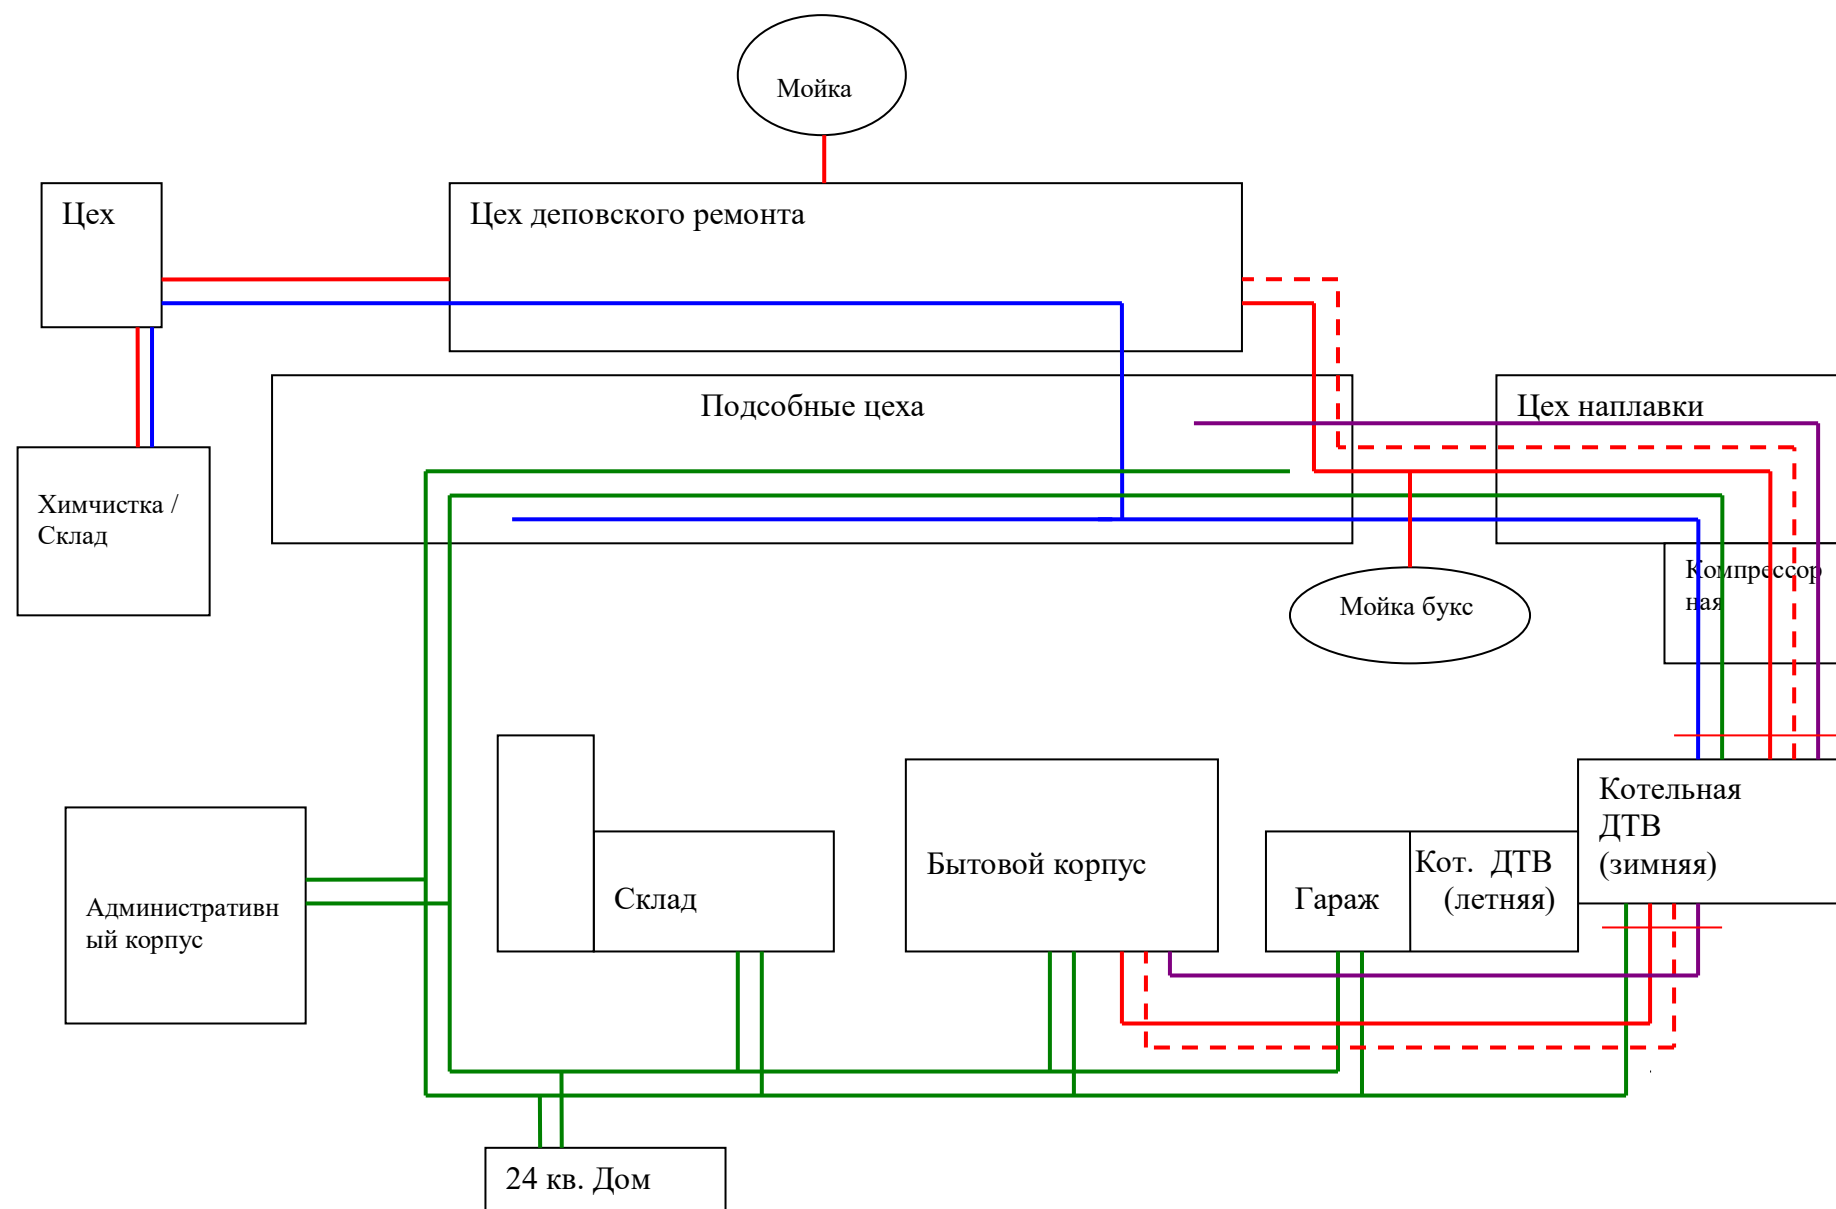 Мойка
Цех
Цех деповского ремонта
Подсобные цеха
Цех наплавки
Химчистка /
Склад
Компрессор
ная
Мойка букс
Котельная
ДТВ
(зимняя)
Бытовой корпус
Кот. ДТВ
(летняя)
Гараж
Склад
Административн
ый корпус
24 кв. Дом